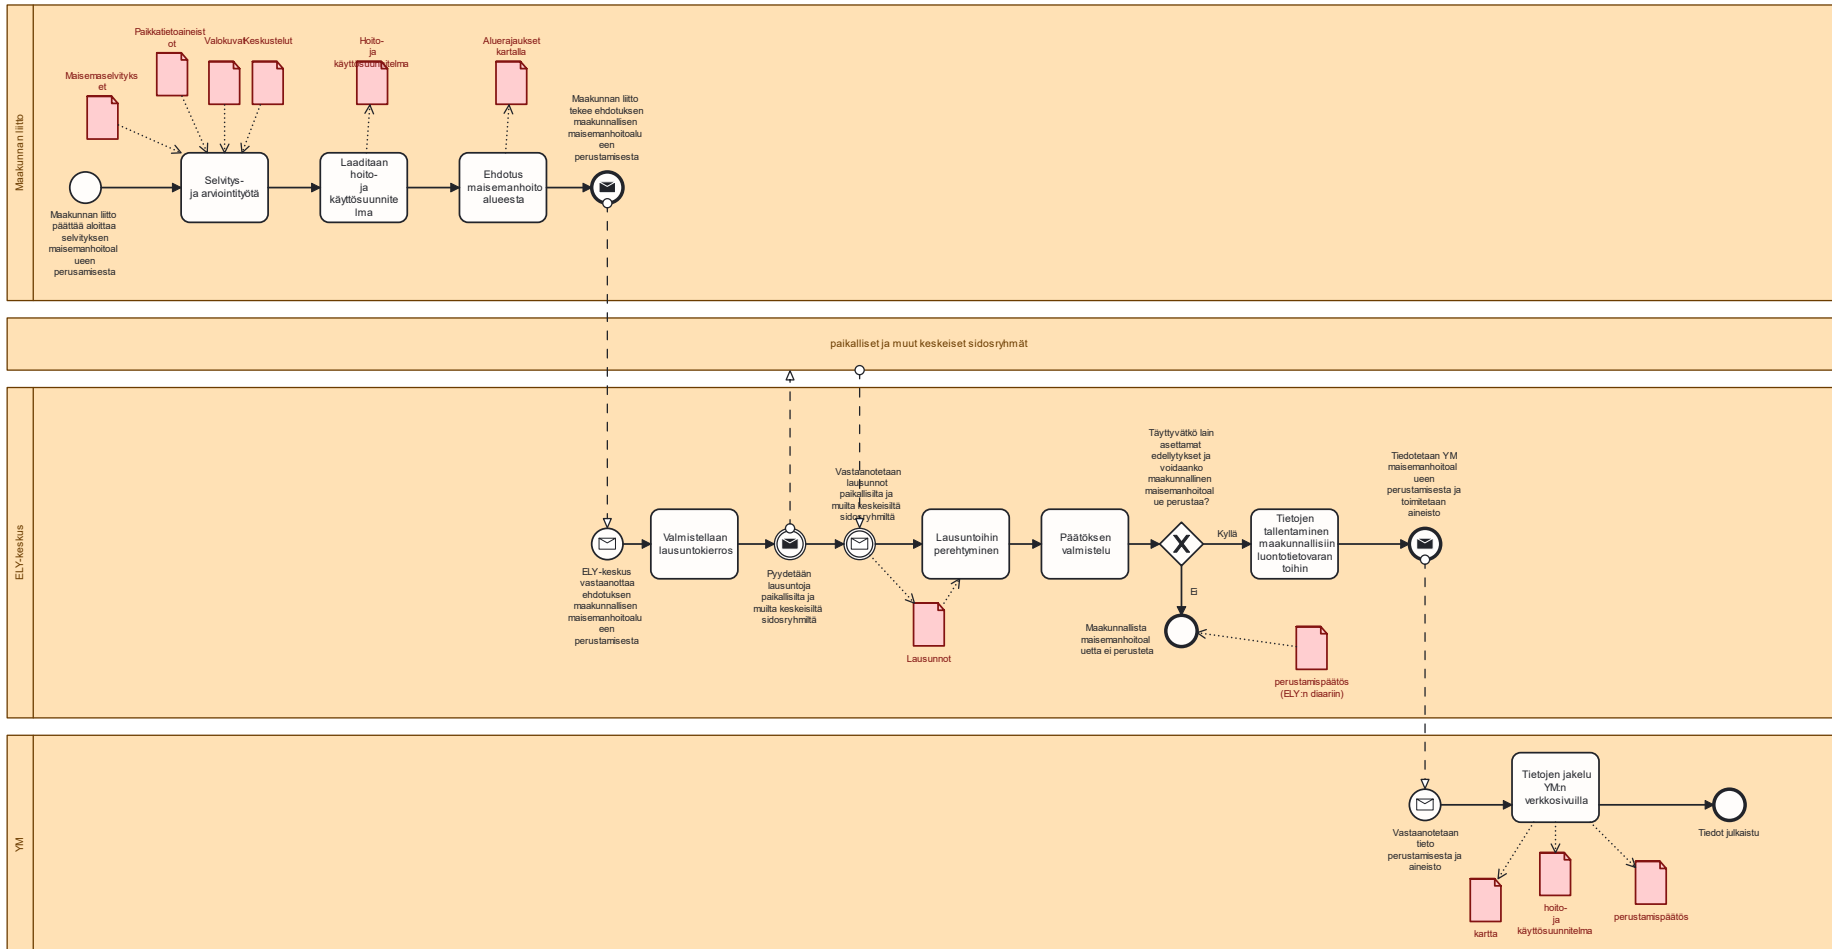 Maakunnan liitto
Paikkatietoaineist
ot
Valokuvat
Keskustelut
Maisemaselvityks
et
Hoito-
ja
käyttösuunnitelma
Aluerajaukset
kartalla
Maakunnan liitto
tekee ehdotuksen
maakunnallisen
maisemanhoitoalu
een
perustamisesta
Selvitys-
ja arviointityötä
Laaditaan
hoito-
ja
käyttösuunnite
lma
Ehdotus
maisemanhoito
alueesta
Maakunnan liitto
päättää aloittaa
selvityksen
maisemanhoitoal
ueen
perusamisesta
paikalliset ja muut keskeiset sidosryhmät
ELY-keskus
ELY-keskus
vastaanottaa
ehdotuksen
maakunnallisen
maisemanhoitoalu
een
perustamisesta
Valmistellaan
lausuntokierros
Pyydetään
lausuntoja
paikallisilta ja
muilta keskeisiltä
sidosryhmiltä
Vastaanotetaan
lausunnot
paikallisilta ja
muilta keskeisiltä
sidosryhmiltä
Lausunnot
Lausuntoihin
perehtyminen
Päätöksen
valmistelu
Täyttyvätkö lain
asettamat
edellytykset ja
voidaanko
maakunnallinen
maisemanhoitoal
ue perustaa?
Kyllä
Ei
Maakunnallista
maisemanhoitoal
uetta ei perusteta
perustamispäätös
(ELY:n diaariin)
Tietojen
tallentaminen
maakunnallisiin
luontotietovaran
toihin
Tiedotetaan YM
maisemanhoitoal
ueen
perustamisesta ja
toimitetaan
aineisto
YM
Vastaanotetaan
tieto
perustamisesta ja
aineisto
Tietojen jakelu
YM:n
verkkosivuilla
Tiedot julkaistu
kartta
hoito-
ja
käyttösuunnitelma
perustamispäätös